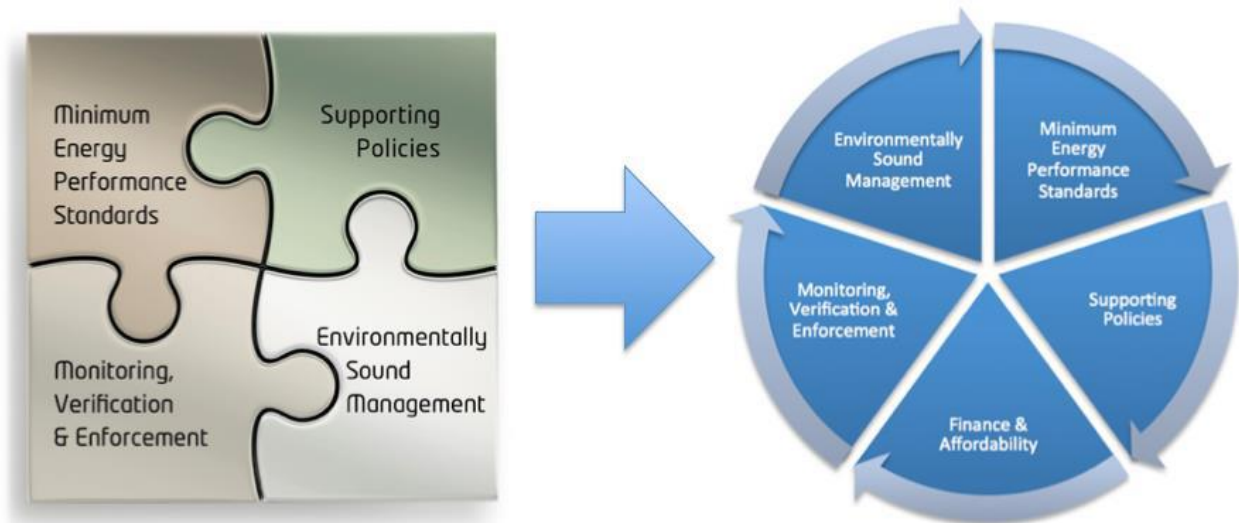 Minimum
Energy
Performance
Standards
Supporting
Policies
Monitoring,
Verification
& Enforcement
Environmentally
Sound
Management
Environmentally
Sound
Management
Minimum
Energy
Performance
Standards
Monitoring,
Verification &
Enforcement
Supporting
Policies
Finance &
Affordability